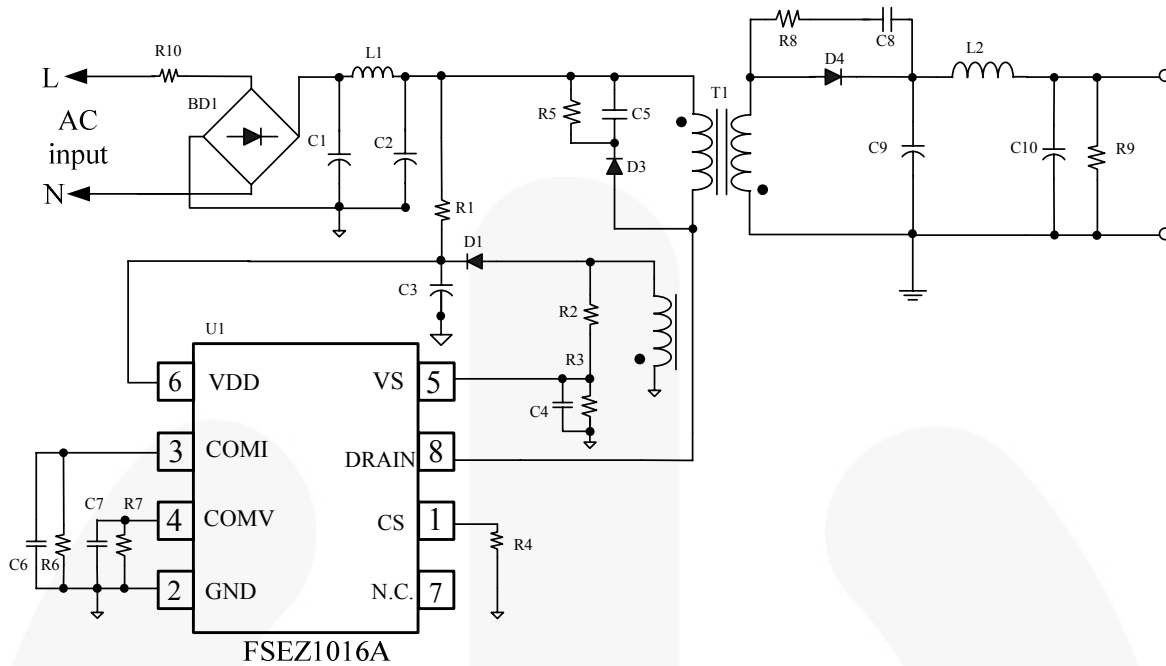 R10
L
BD1
AC
input
N
L1
C1
C2
R5
C5
D3
T1
R8
C8
D4
L2
C9
C10
R9
R1
D1
C3
R2
R3
C4
U1
6 VDD
VS 5
3 COMI
DRAIN 8
4 COMV
CS 1
2 GND
N.C. 7
C7
R7
C6
R6
R4
FSEZ1016A